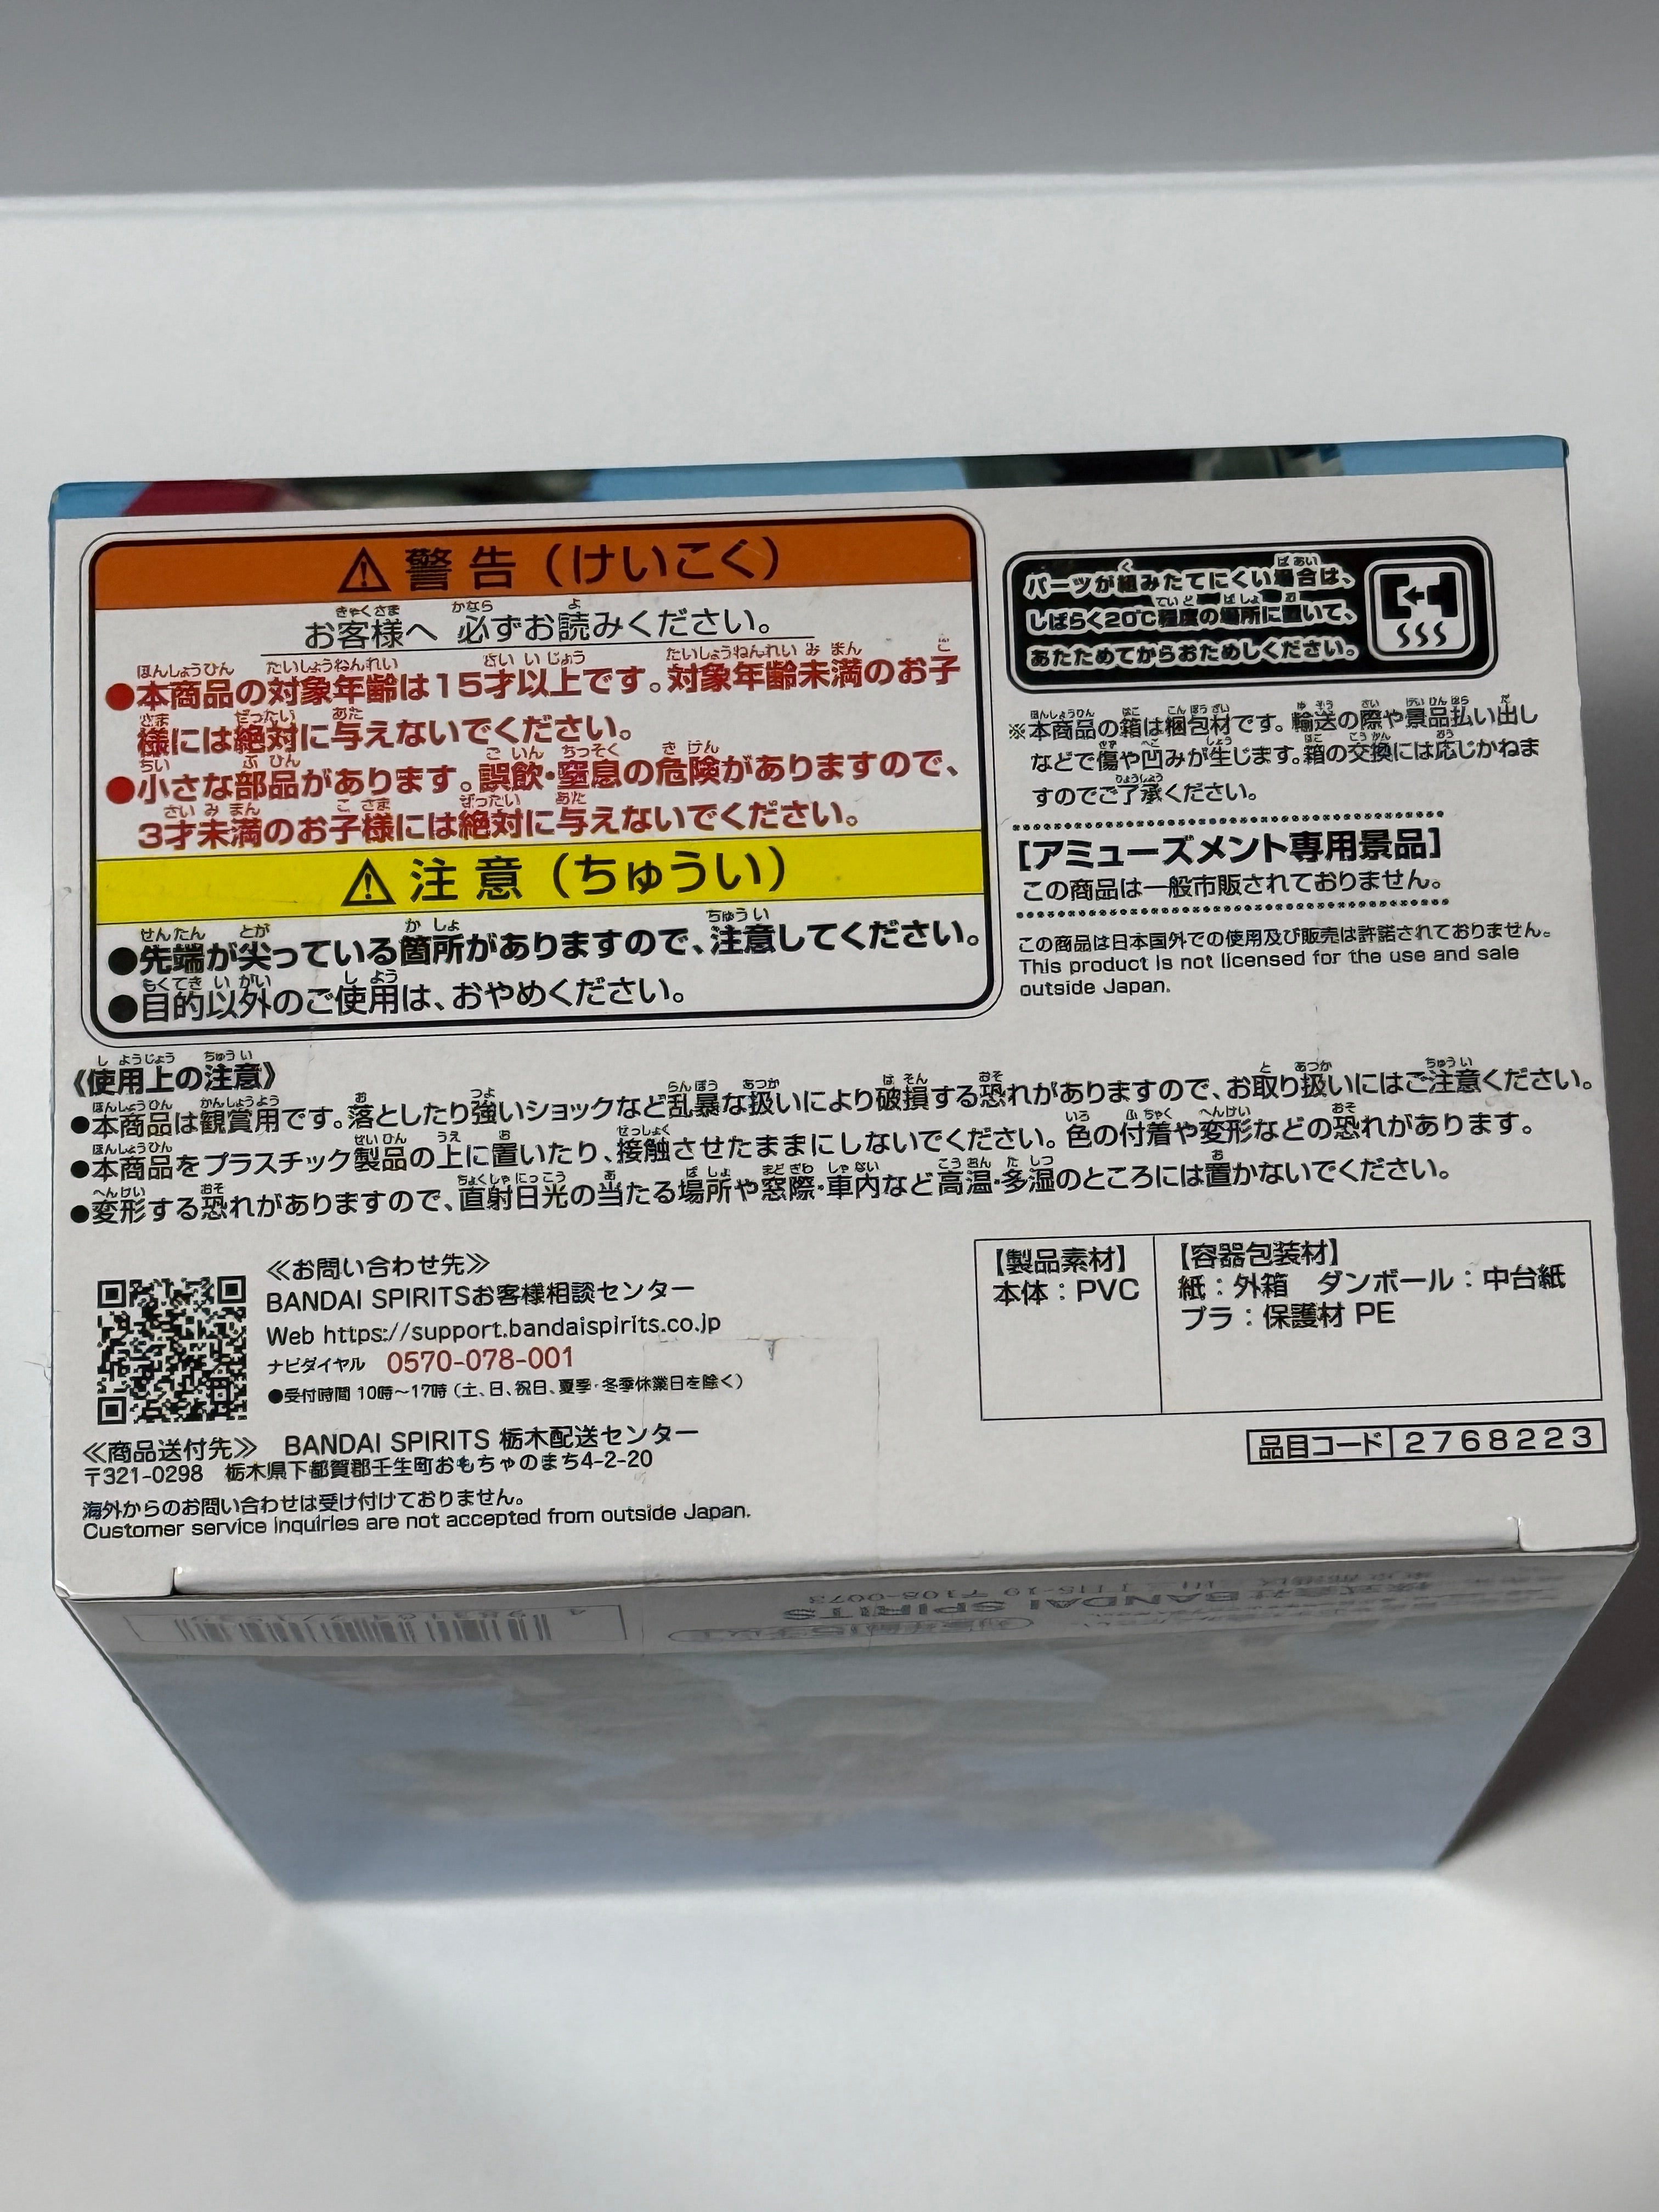 ⚠警告（けいこく）
お客様へ 必ずお読みください。
●本商品の対象年齢は15才以上です。対象年齢未満のお子
様には絶対に与えないでください。
●小さな部品があります。誤飲・窒息の危険がありますので、
3才未満のお子様には絶対に与えないでください。
⚠注意（ちゅうい）
●先端が尖っている箇所がありますので、注意してください。
●目的以外のご使用は、おやめください。
パーツが組みたてにくい場合は、
しばらく20℃程度の場所に置いて、
あたためてからおためしください。
※本商品の箱は梱包材です。輸送の際や景品払い出し
などで傷や凹みが生じます。箱の交換には応じかねま
すのでご了承ください。
[アミューズメント専用景品]
この商品は一般市販されておりません。
この商品は日本国外での使用及び販売は許諾されておりません。
This product is not licensed for the use and sale
outside Japan.
《使用上の注意》
●本商品は観賞用です。落としたり強いショックなど乱暴な扱いにより破損する恐れがありますので、お取り扱いにはご注意ください。
●本商品をプラスチック製品の上に置いたり、接触させたままにしないでください。色の付着や変形などの恐れがあります。
●変形する恐れがありますので、直射日光の当たる場所や窓際・車内など高温・多湿のところには置かないでください。
≪お問い合わせ先≫
BANDAI SPIRITSお客様相談センター
Web https://support.bandaispirits.co.jp
ナビダイヤル 0570-078-001
●受付時間 10時～17時（土、日、祝日、夏季・冬季休業日を除く）
≪商品送付先≫ BANDAI SPIRITS 栃木配送センター
〒321-0298 栃木県下都賀郡壬生町おもちゃのまち4-2-20
海外からのお問い合わせは受け付けておりません。
Customer service inquiries are not accepted from outside Japan.
【製品素材】
本体：PVC
【容器包装材】
紙：外箱 ダンボール：中台紙
プラ：保護材 PE
品目コード 2768223
対象年齢15才以上
株式会社BANDAI SPIRITS
〒108-0073